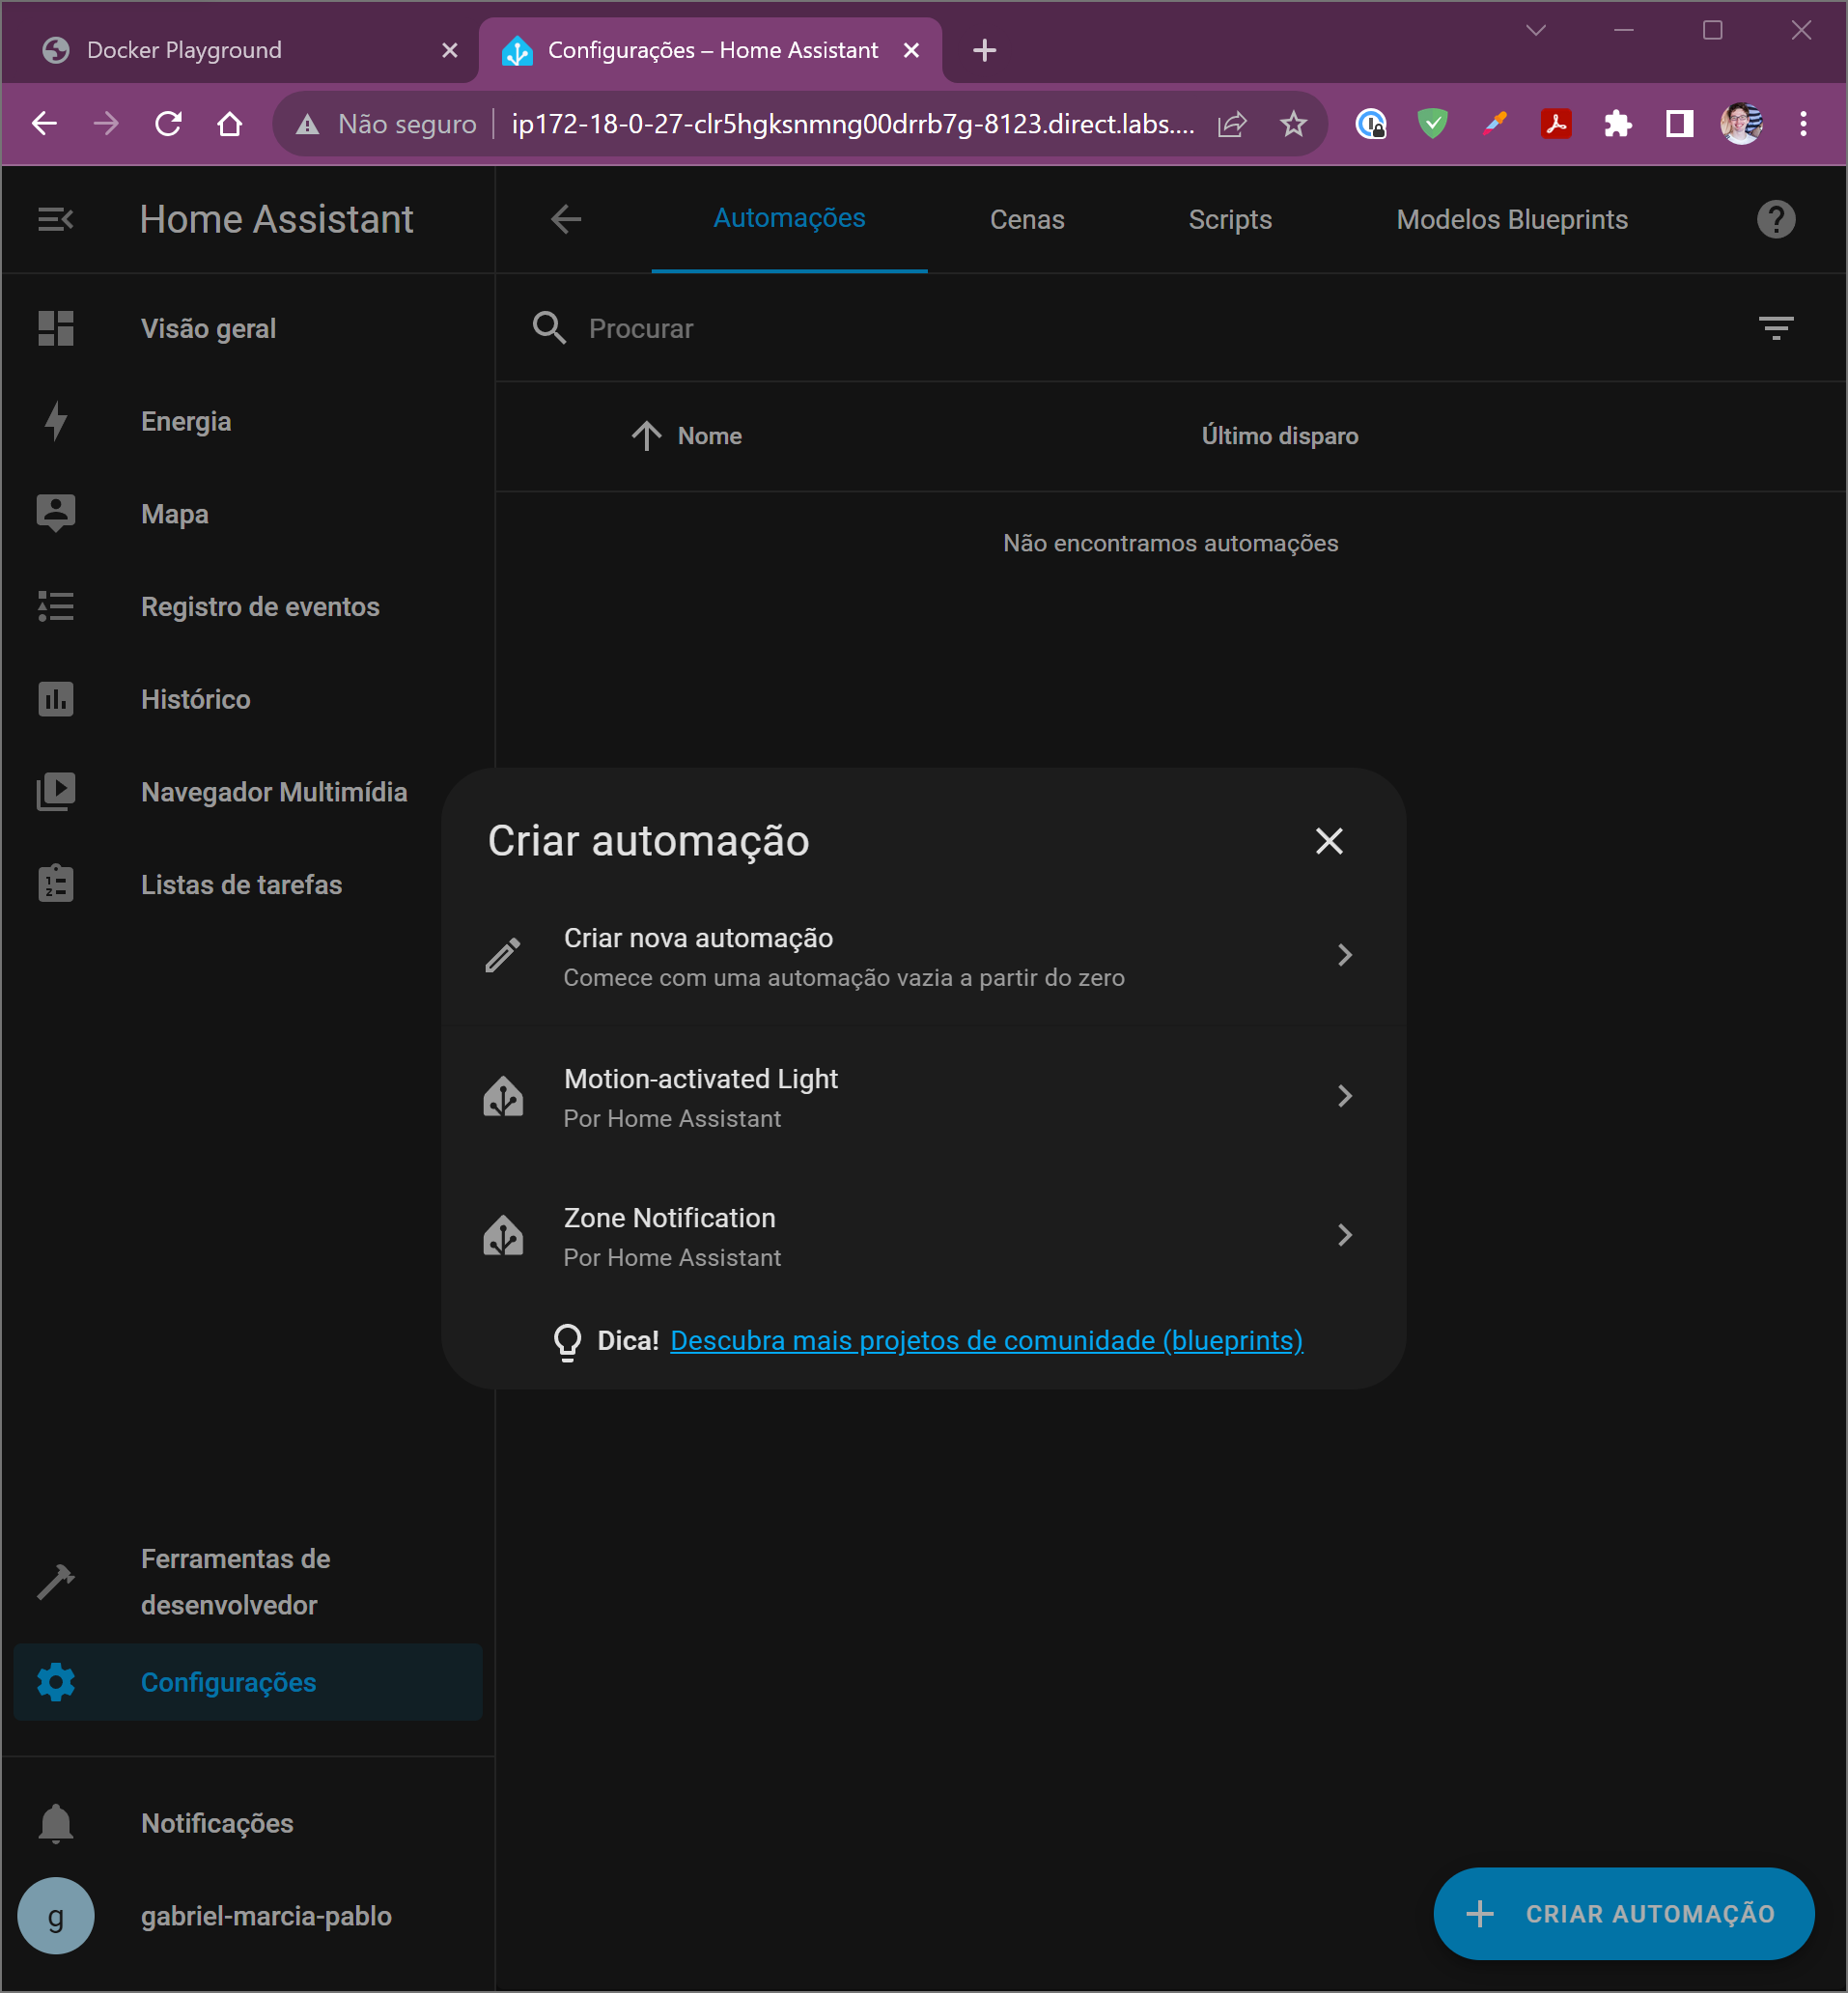 Docker Playground
Configurações – Home Assistant
Não seguro
ip172-18-0-27-clr5hgksnmng00drrb7g-8123.direct.labs....
Home Assistant
Automações
Cenas
Scripts
Modelos Blueprints
Visão geral
Energia
Mapa
Registro de eventos
Histórico
Navegador Multimídia
Listas de tarefas
Procurar
Nome
Último disparo
Não encontramos automações
Criar automação
Criar nova automação
Comece com uma automação vazia a partir do zero
Motion-activated Light
Por Home Assistant
Zone Notification
Por Home Assistant
Dica! Descubra mais projetos de comunidade (blueprints)
Ferramentas de
desenvolvedor
Configurações
Notificações
g
gabriel-marcia-pablo
CRIAR AUTOMAÇÃO